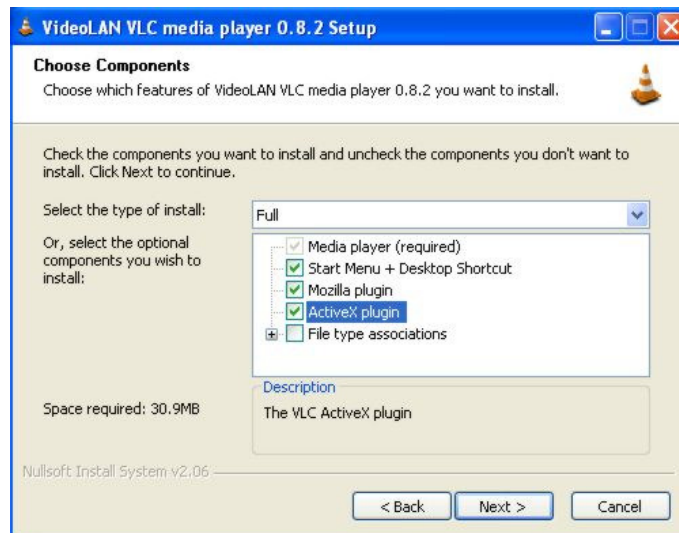 VideoLAN VLC media player 0.8.2 Setup
Choose Components
Choose which features of VideoLAN VLC media player 0.8.2 you want to install.
Check the components you want to install and uncheck the components you don't want to
install. Click Next to continue.
Select the type of install:
Full
Or, select the optional
components you wish to
install:
Media player (required)
Start Menu + Desktop Shortcut
Mozilla plugin
ActiveX plugin
File type associations
Space required: 30.9MB
Description
The VLC ActiveX plugin
Nullsoft Install System v2.06
< Back
Next >
Cancel